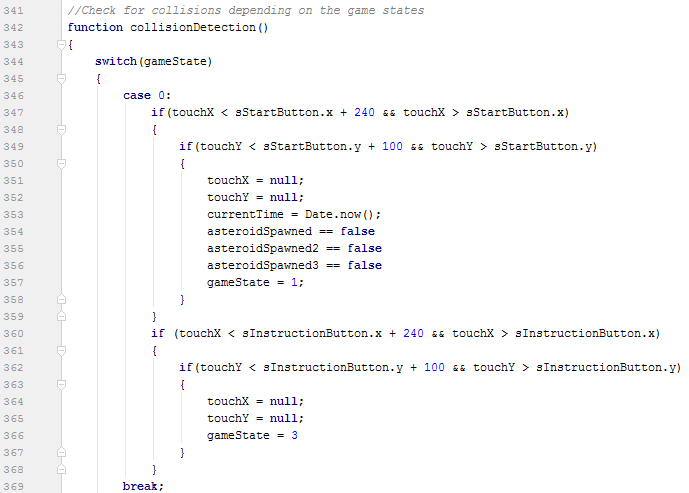 341 //Check for collisions depending on the game states
342 function collisionDetection()
343 {
344 switch(gameState)
345 {
346 case 0:
347 if(touchX < sStartButton.x + 240 && touchX > sStartButton.x)
348 {
349 if(touchY < sStartButton.y + 100 && touchY > sStartButton.y)
350 {
351 touchX = null;
352 touchY = null;
353 currentTime = Date.now();
354 asteroidSpawned == false
355 asteroidSpawned2 == false
356 asteroidSpawned3 == false
357 gameState = 1;
358 }
359 }
360 if (touchX < sInstructionButton.x + 240 && touchX > sInstructionButton.x)
361 {
362 if(touchY < sInstructionButton.y + 100 && touchY > sInstructionButton.y)
363 {
364 touchX = null;
365 touchY = null;
366 gameState = 3
367 }
368 }
369 break;